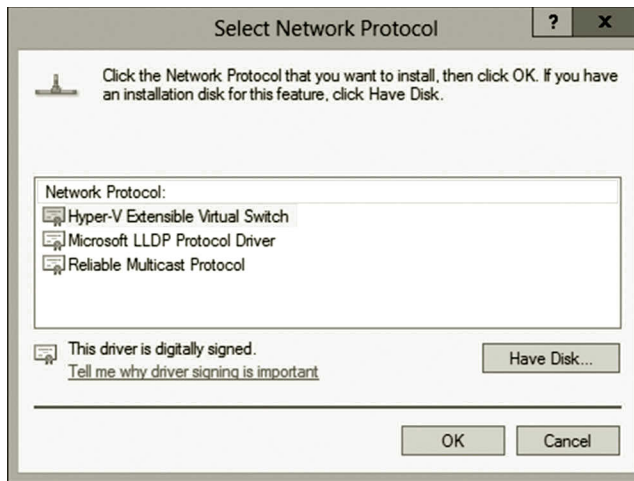 Select Network Protocol
? x
Click the Network Protocol that you want to install, then click OK. If you have
an installation disk for this feature, click Have Disk.
Network Protocol:
Hyper-V Extensible Virtual Switch
Microsoft LLDP Protocol Driver
Reliable Multicast Protocol
This driver is digitally signed.
Tell me why driver signing is important
Have Disk...
OK
Cancel